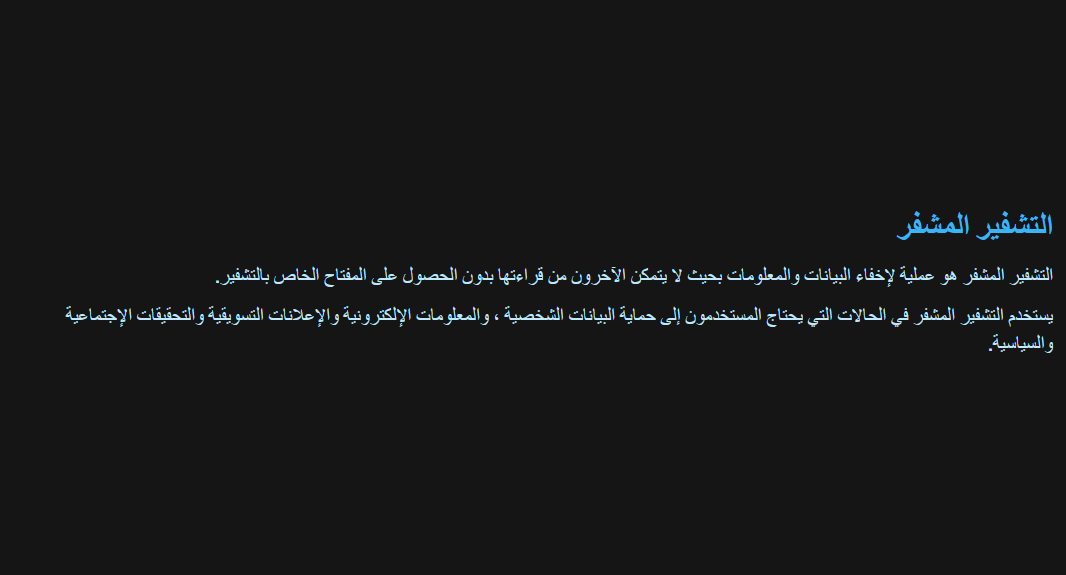 التشفير المشفر
التشفير المشفر هو عملية لإخفاء البيانات والمعلومات بحيث لا يتمكن الآخرون من قراءتها بدون الحصول على المفتاح الخاص بالتشفير.
يستخدم التشفير المشفر في الحالات التي يحتاج المستخدمون إلى حماية البيانات الشخصية ، والمعلومات الإلكترونية والإعلانات التسويقية والتحقيقات الإجتماعية
والسياسية.